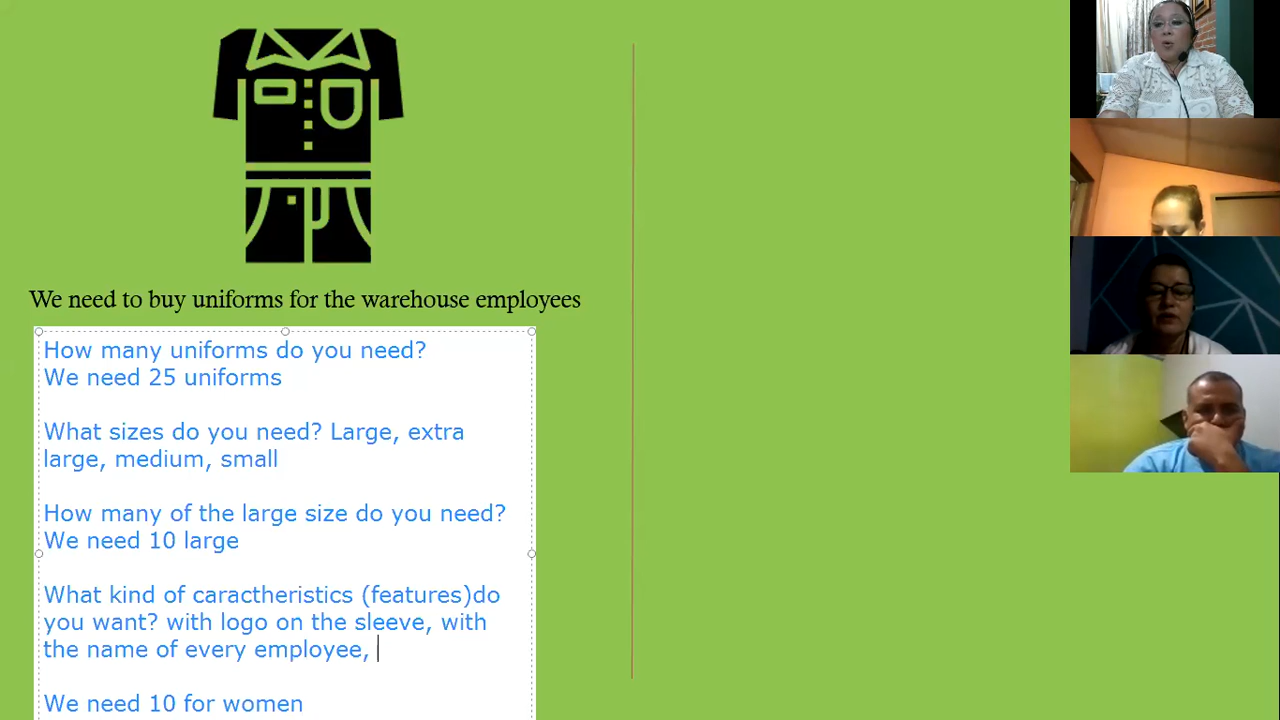 We need to buy uniforms for the warehouse employees
How many uniforms do you need?
We need 25 uniforms
What sizes do you need? Large, extra
large, medium, small
How many of the large size do you need?
We need 10 large
What kind of caractheristics (features)do
you want? with logo on the sleeve, with
the name of every employee,
We need 10 for women